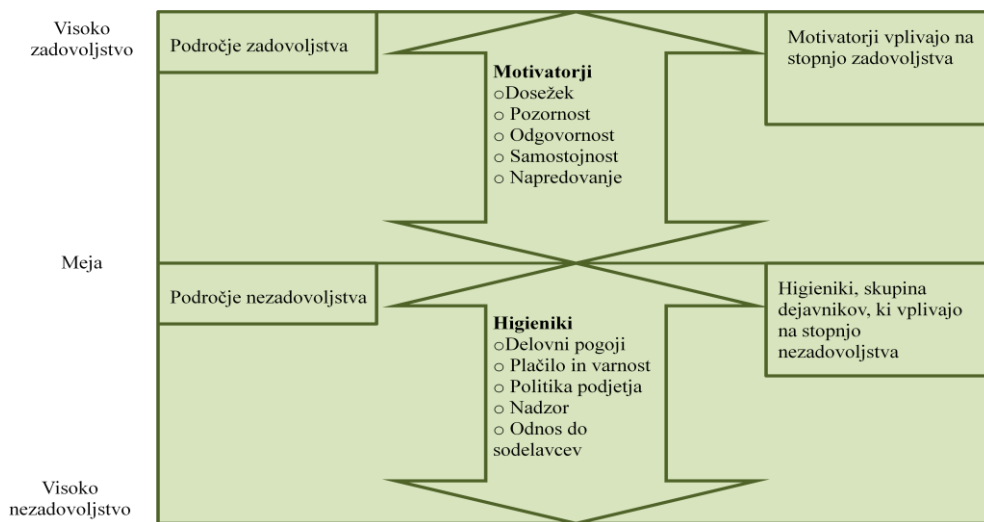 Visoko
zadovoljstvo
Področje zadovoljstva
Motivatorji vplivajo na
stopnjo zadovoljstva
Motivatorji
oDosežek
o Pozornost
o Odgovornost
o Samostojnost
o Napredovanje
Meja
Področje nezadovoljstva
Higieniki, skupina
dejavnikov, ki vplivajo
na stopnjo
nezadovoljstva
Higieniki
oDelovni pogoji
o Plačilo in varnost
o Politika podjetja
o Nadzor
o Odnos do
sodelavcev
Visoko
nezadovoljstvo